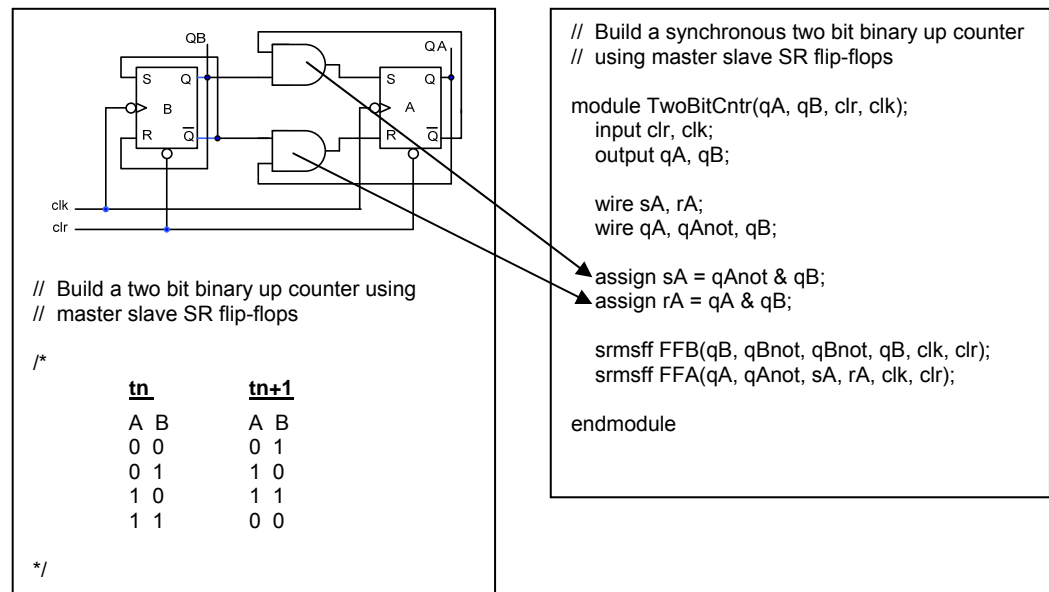 QB
QA
S Q
B
R Q
S Q
A
R Q
clk
clr
// Build a two bit binary up counter using
// master slave SR flip-flops
/*
tn tn+1
A B A B
0 0 0 1
0 1 1 0
1 0 1 1
1 1 0 0
*/
// Build a synchronous two bit binary up counter
// using master slave SR flip-flops
module TwoBitCntr(qA, qB, clr, clk);
input clr, clk;
output qA, qB;
wire sA, rA;
wire qA, qAnot, qB;
assign sA = qAnot & qB;
assign rA = qA & qB;
srmsff FFB(qB, qBnot, qBnot, qB, clk, clr);
srmsff FFA(qA, qAnot, sA, rA, clk, clr);
endmodule